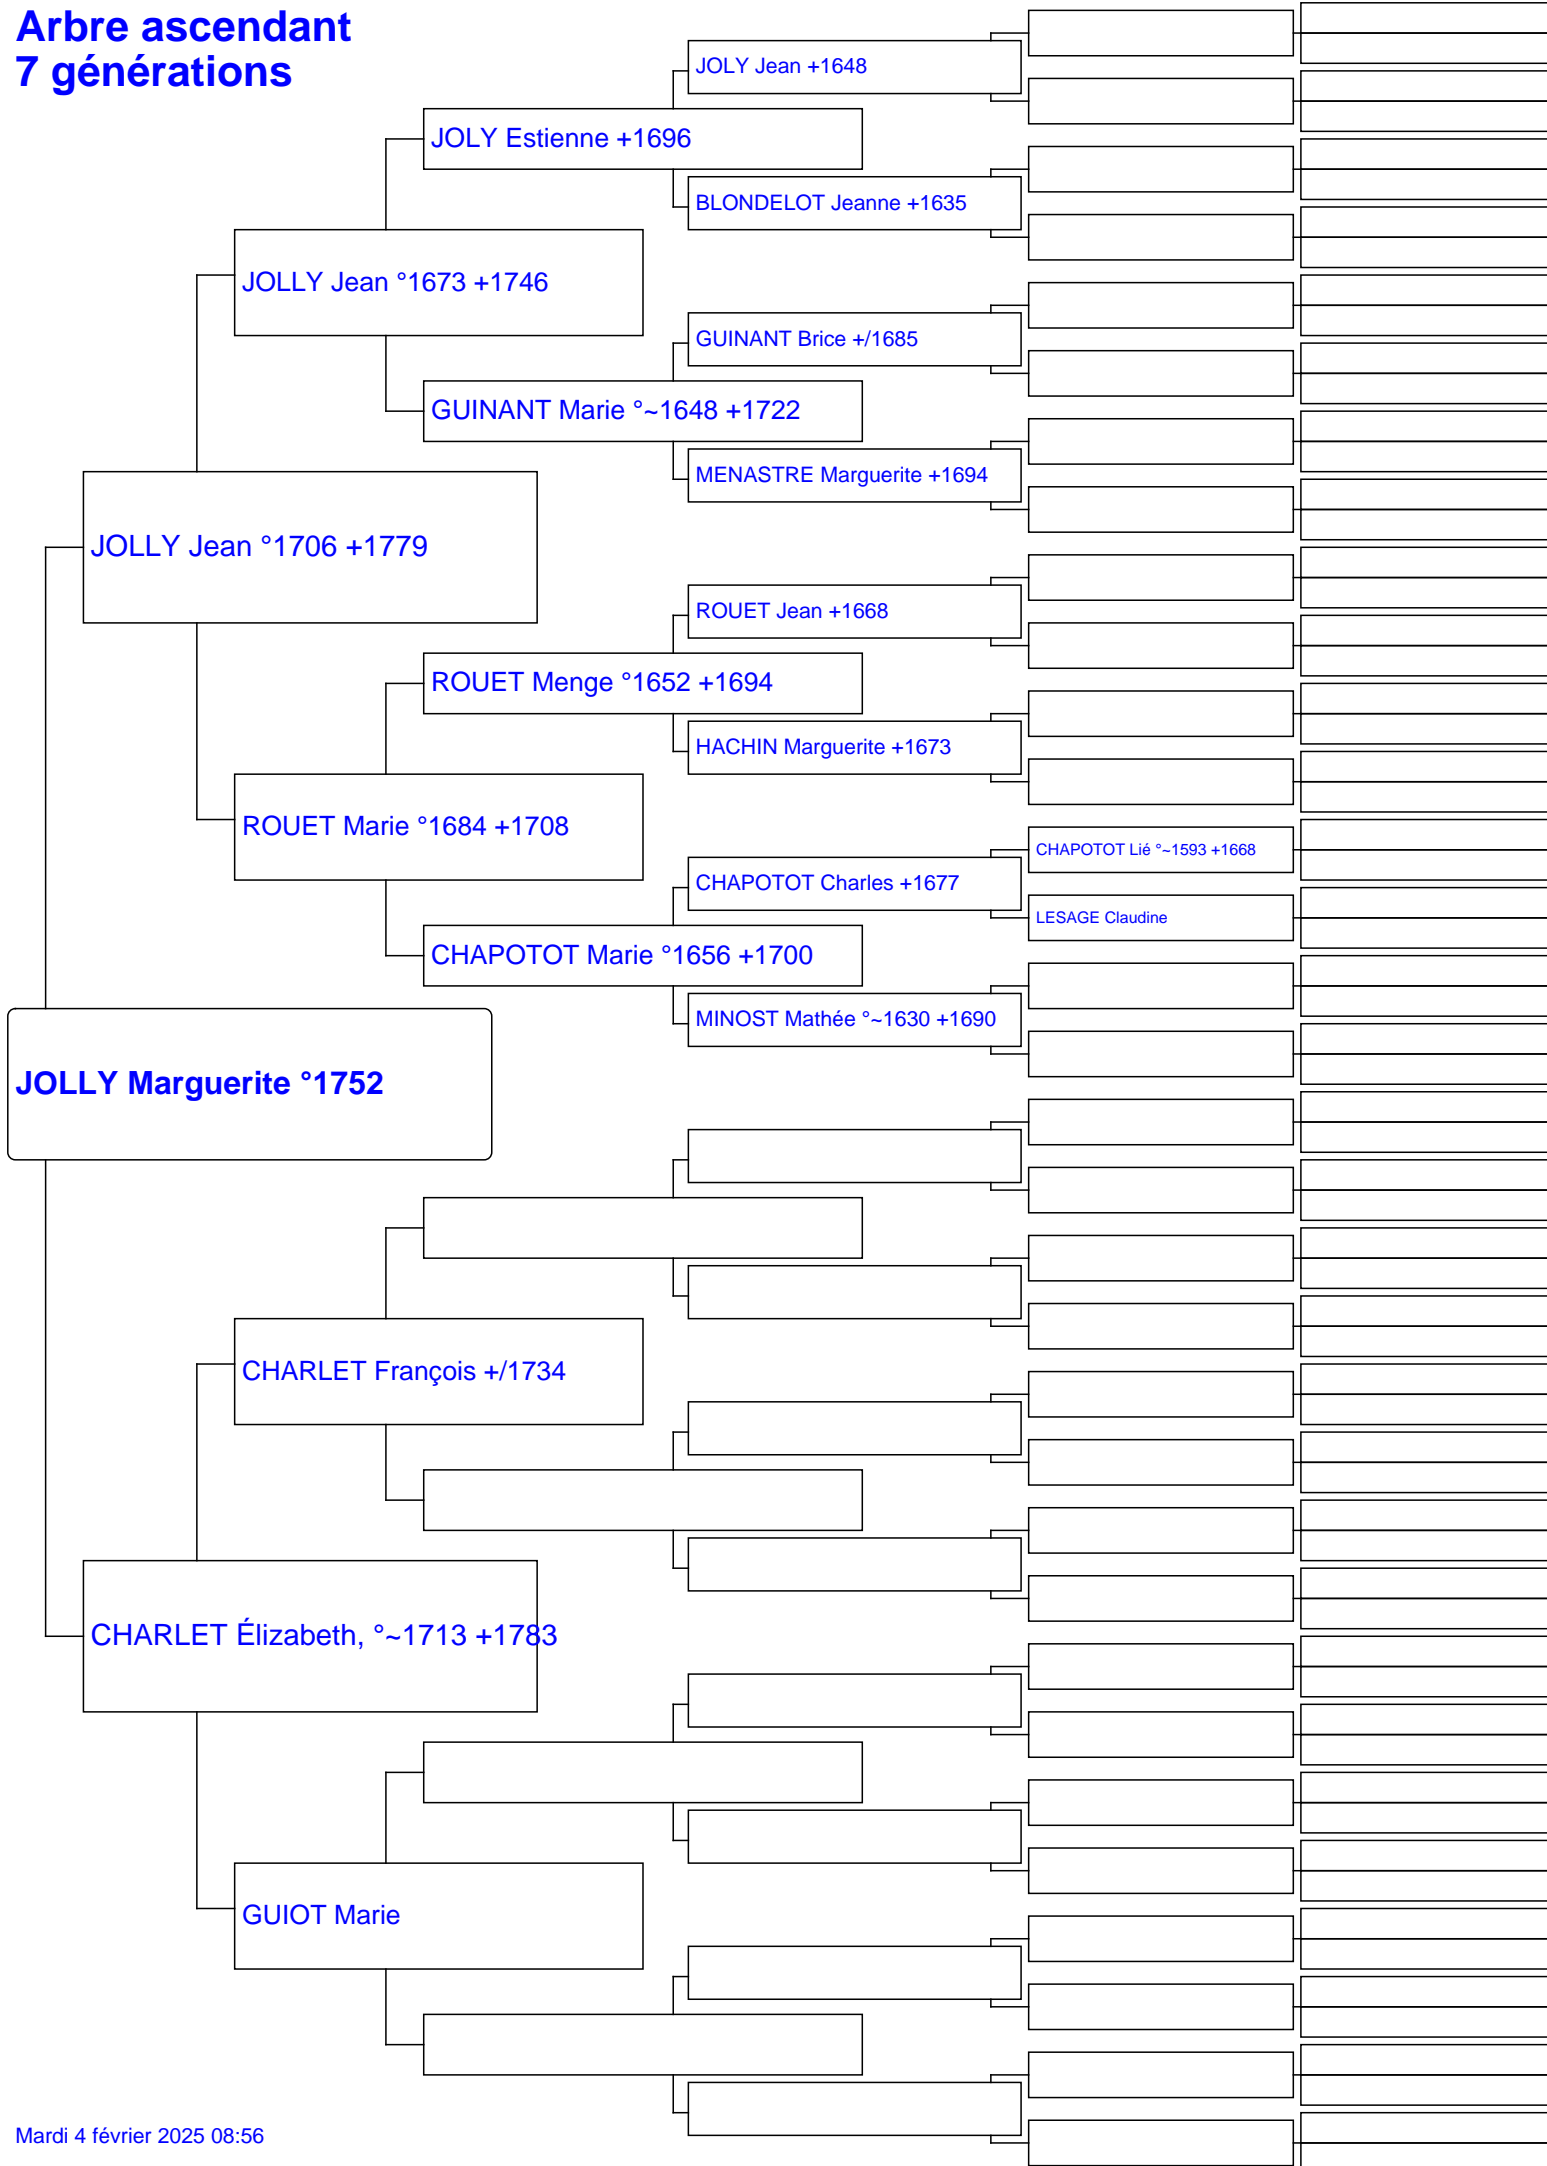 Arbre ascendant
7 générations
JOLY Jean +1648
JOLY Estienne +1696
BLONDELOT Jeanne +1635
JOLLY Jean °1673 +1746
GUINANT Brice +/1685
GUINANT Marie °~1648 +1722
MENASTRE Marguerite +1694
JOLLY Jean °1706 +1779
ROUET Jean +1668
ROUET Menge °1652 +1694
HACHIN Marguerite +1673
ROUET Marie °1684 +1708
CHAPOTOT Lié °~1593 +1668
CHAPOTOT Charles +1677
LESAGE Claudine
CHAPOTOT Marie °1656 +1700
MINOST Mathée °~1630 +1690
JOLLY Marguerite °1752
CHARLET François +/1734
CHARLET Élizabeth, °~1713 +1783
GUIOT Marie
Mardi 4 février 2025 08:56